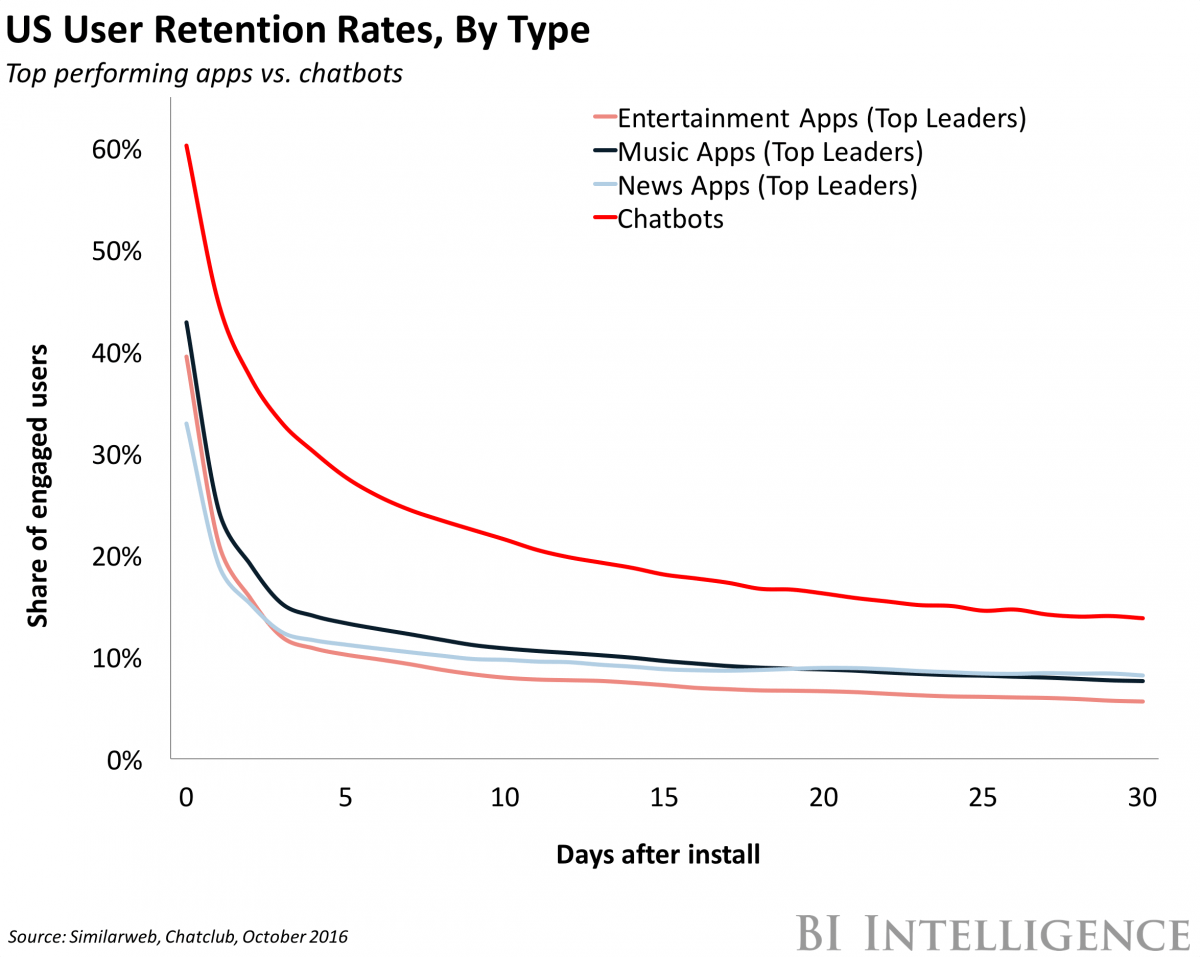 US User Retention Rates, By Type
Top performing apps vs. chatbots
Entertainment Apps (Top Leaders)
Music Apps (Top Leaders)
News Apps (Top Leaders)
Chatbots
60%
50%
40%
30%
20%
10%
0%
Share of engaged users
0 5 10 15 20 25 30
Days after install
Source: Similarweb, Chatclub, October 2016
BI INTELLIGENCE